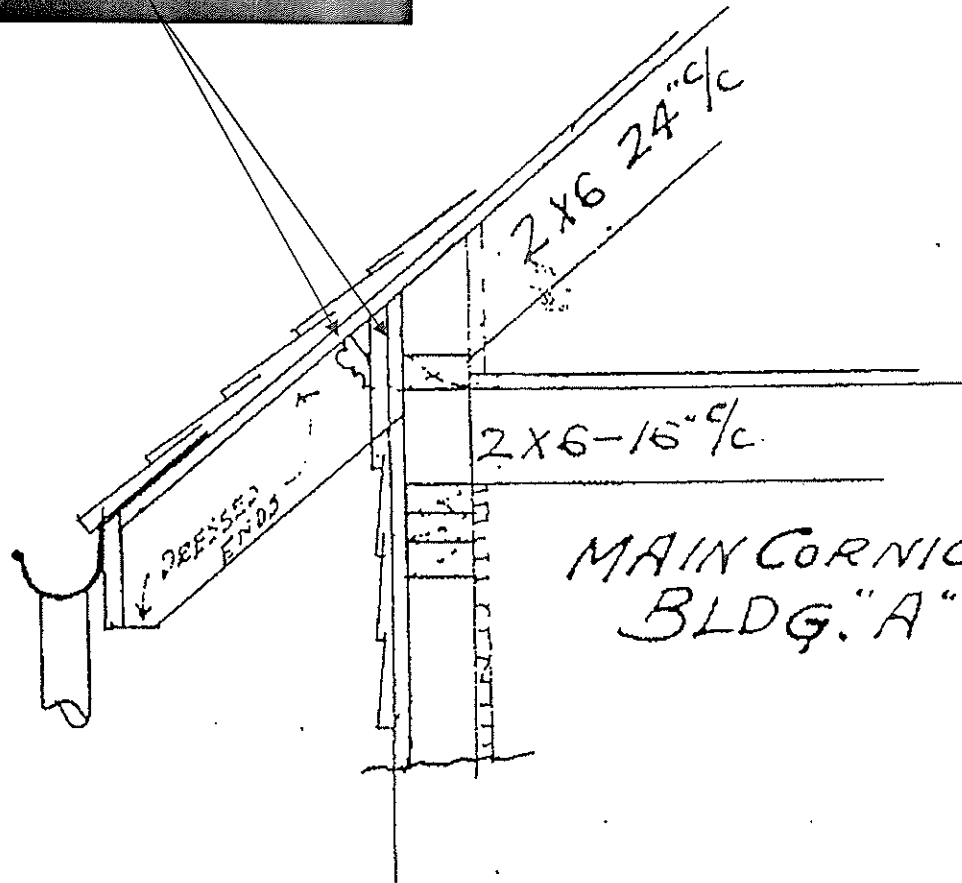 2X6 24" C/C
2X6-16" C/C
DRESSED
ENDS
MAIN CORNIC
BLDG. "A"